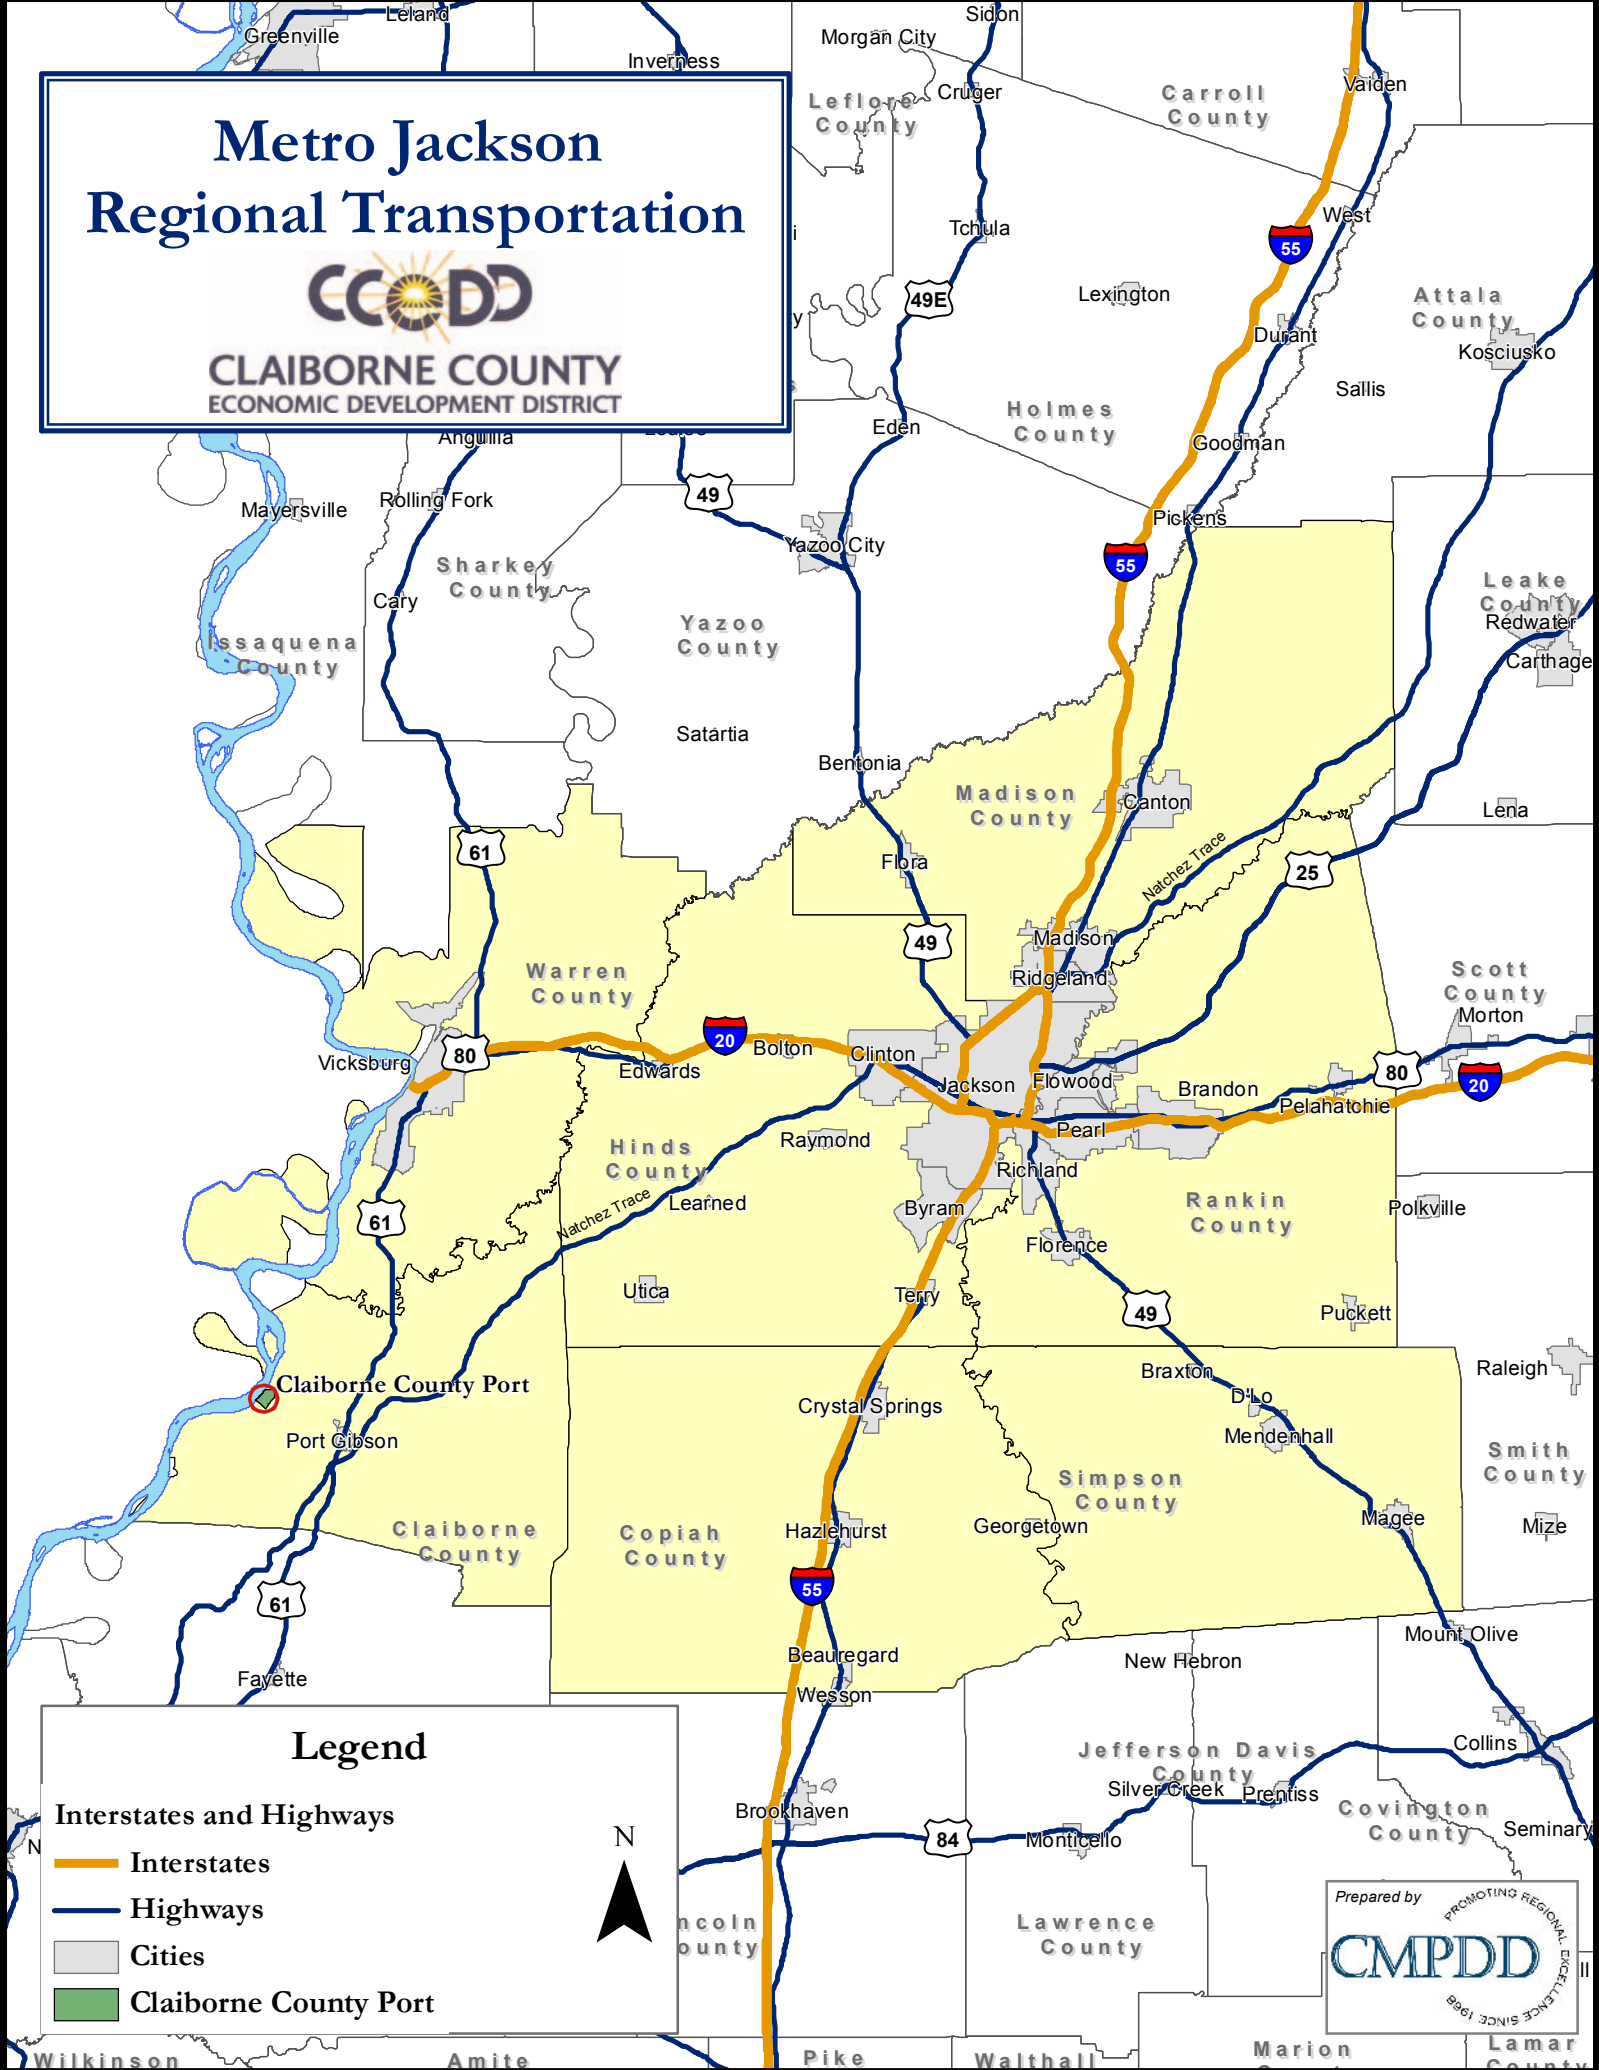 Leland
Greenville
Sidon
Morgan City
Inverness
Vaiden
Cruger
Carroll
County
Leflore
County
Metro Jackson
Regional Transportation
CCEDD
CLAIBORNE COUNTY
ECONOMIC DEVELOPMENT DISTRICT
West
Tchula
55
49E
Lexington
Attala
County
Durant
Kosciusko
Sallis
Holmes
County
Eden
Goodman
Anguilla
49
Rolling Fork
Mayersville
Pickens
Yazoo City
55
Sharkey
County
Leake
County
Redwater
Cary
Yazoo
County
Issaquena
County
Carthage
Satartia
Bentonia
Madison
County
Canton
Lena
61
Flora
Natchez Trace
25
49
Madison
Warren
County
Ridgeland
Scott
County
Morton
20
Bolton
Clinton
80
Vicksburg
Edwards
Jackson
Flowood
Brandon
80
20
Pelahatchie
Pearl
Raymond
Hinds
County
Richland
Learned
Natchez Trace
Byram
Rankin
County
Polkville
61
Florence
Utica
Terry
49
Puckett
Braxton
Raleigh
Claiborne County Port
D'Lo
Crystal Springs
Port Gibson
Mendenhall
Smith
County
Simpson
County
Magee
Mize
Claiborne
County
Copiah
County
Hazlehurst
Georgetown
55
61
Mount Olive
Beauregard
New Hebron
Fayette
Wesson
Legend
Jefferson Davis
County
Collins
Silver Creek
Prentiss
Interstates and Highways
Brookhaven
Covington
County
Seminary
N
84
Monticello
N
Interstates
Highways
Cities
Claiborne County Port
ncoln
ounty
Lawrence
County
Prepared by
CMPDD
PROMOTING REGIONAL EXCELLENCE SINCE 1968
Wilkinson
Amite
Pike
Walthall
Marion
Lamar
County